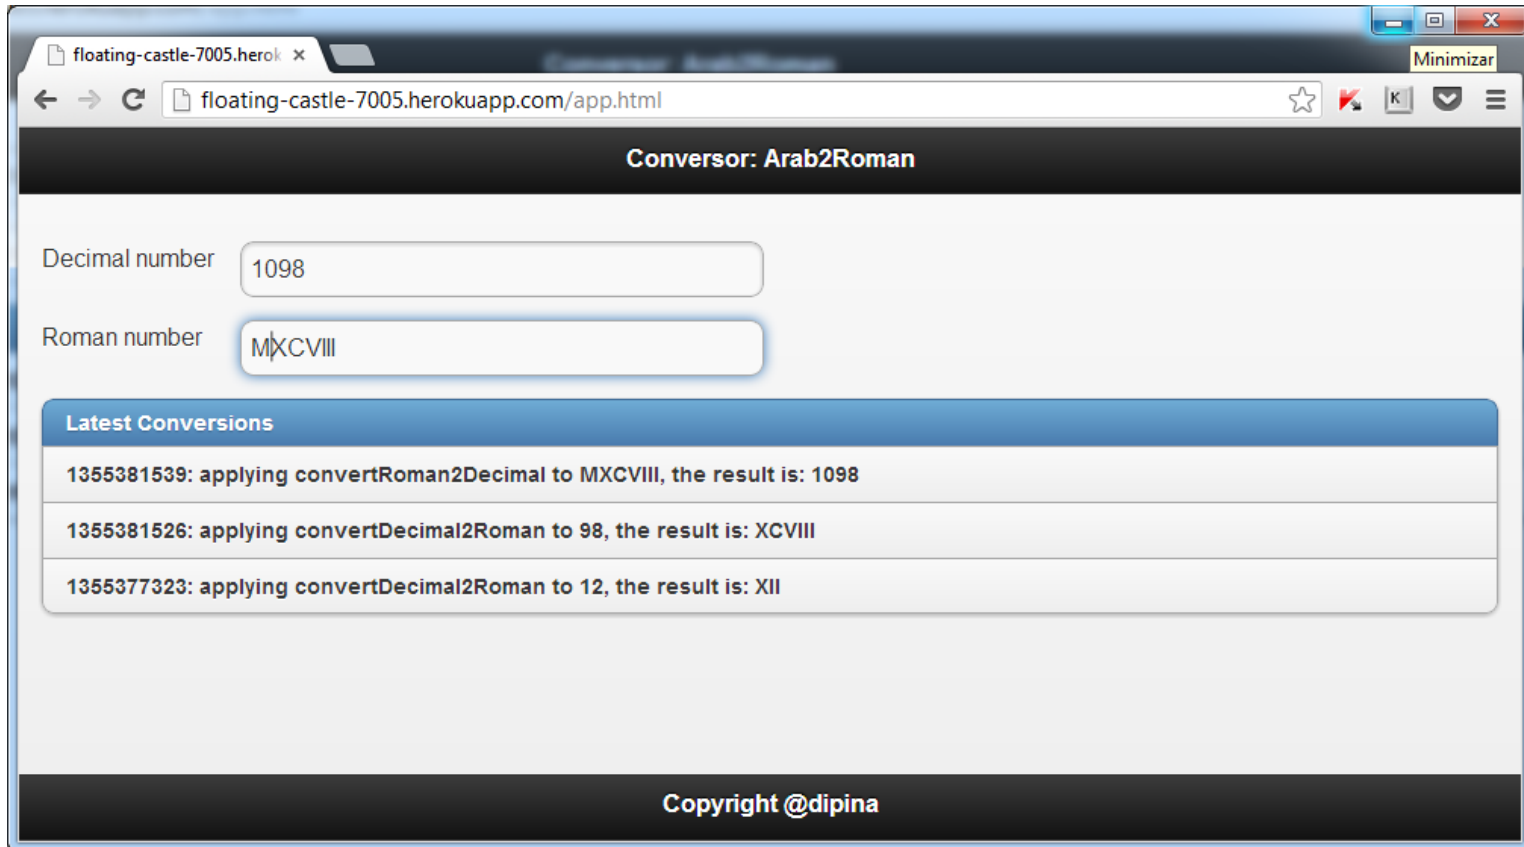 floating-castle-7005.herok
Minimizar
floating-castle-7005.herokuapp.com/app.html
K
Conversor: Arab2Roman
Decimal number
1098
Roman number
MXCVIII
Latest Conversions
1355381539: applying convertRoman2Decimal to MXCVIII, the result is: 1098
1355381526: applying convertDecimal2Roman to 98, the result is: XCVIII
1355377323: applying convertDecimal2Roman to 12, the result is: XII
Copyright @dipina